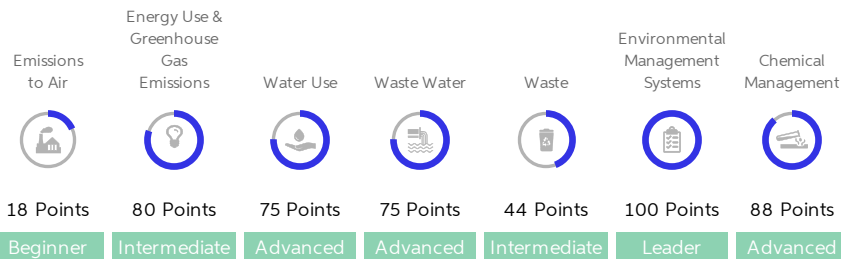 Emissions
to Air
Energy Use &
Greenhouse
Gas
Emissions
Water Use
Waste Water
Waste
Environmental
Management
Systems
Chemical
Management
18 Points
80 Points
75 Points
75 Points
44 Points
100 Points
88 Points
Beginner
Intermediate
Advanced
Advanced
Intermediate
Leader
Advanced